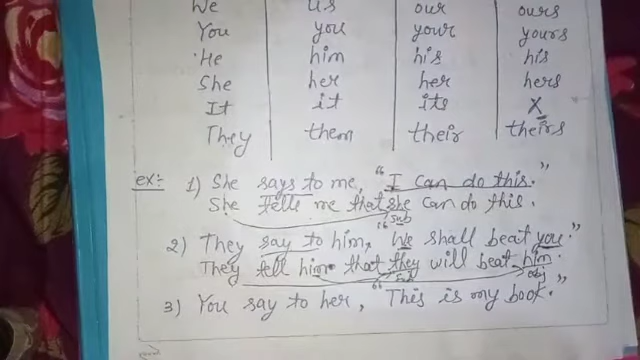 We us our ours
You you your yours
He him his his
She her her hers
It it its X
They them their theirs
ex:- 1) She says to me, "I can do this."
She tells me that she can do this.
"sub
2) They say to him, "We shall beat you."
They tell him that they will beat him.
sub obj
3) You say to her, "This is my book."